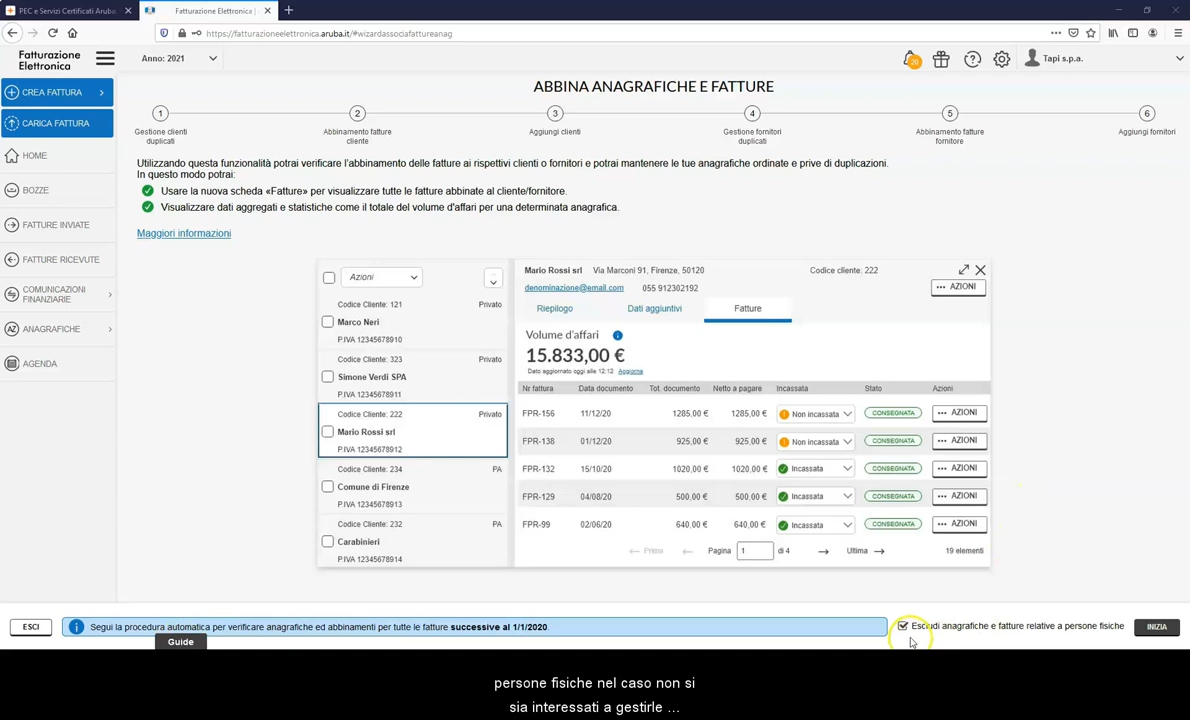 PEC e Servizi Certificati Aruba
Fatturazione Elettronica |
https://fatturazioneelettronica.aruba.it/#wizardassociafattureanag
Fatturazione
Elettronica
Anno: 2021
20
Tapi s.p.a.
CREA FATTURA
CARICA FATTURA
HOME
BOZZE
FATTURE INVIATE
FATTURE RICEVUTE
COMUNICAZIONI
FINANZIARIE
ANAGRAFICHE
AGENDA
ABBINA ANAGRAFICHE E FATTURE
1 2 3 4 5 6
Gestione clienti duplicati
Abbinamento fatture cliente
Aggiungi clienti
Gestione fornitori duplicati
Abbinamento fatture fornitore
Aggiungi fornitori
Utilizzando questa funzionalità potrai verificare l'abbinamento delle fatture ai rispettivi clienti o fornitori e potrai mantenere le tue anagrafiche ordinate e prive di duplicazioni.
In questo modo potrai:
Usare la nuova scheda «Fatture» per visualizzare tutte le fatture abbinate al cliente/fornitore.
Visualizzare dati aggregati e statistiche come il totale del volume d'affari per una determinata anagrafica.
Maggiori informazioni
Azioni
Codice Cliente: 121 Privato
Marco Neri
P.IVA 12345678910
Codice Cliente: 323 Privato
Simone Verdi SPA
P.IVA 12345678911
Codice Cliente: 222 Privato
Mario Rossi srl
P.IVA 12345678912
Codice Cliente: 234 PA
Comune di Firenze
P.IVA 12345678913
Codice Cliente: 232 PA
Carabinieri
P.IVA 12345678914
Mario Rossi srl Via Marconi 91, Firenze, 50120 Codice cliente: 222
denominazione@email.com 055 912302192
AZIONI
Riepilogo Dati aggiuntivi Fatture
Volume d'affari
15.833,00 €
Dato aggiornato oggi alle 12:12 Aggiorna
Nr fattura Data documento Tot. documento Netto a pagare Incassata Stato Azioni
FPR-156 11/12/20 1285,00 € 1285,00 € Non incassata CONSEGNATA AZIONI
FPR-138 01/12/20 925,00 € 925,00 € Non incassata CONSEGNATA AZIONI
FPR-132 15/10/20 1020,00 € 1020,00 € Incassata CONSEGNATA AZIONI
FPR-129 04/08/20 500,00 € 500,00 € Incassata CONSEGNATA AZIONI
FPR-99 02/06/20 640,00 € 640,00 € Incassata CONSEGNATA AZIONI
Prima Pagina 1 di 4 Ultima 19 elementi
ESCI
Segui la procedura automatica per verificare anagrafiche ed abbinamenti per tutte le fatture successive al 1/1/2020.
Escludi anagrafiche e fatture relative a persone fisiche
INIZIA
Guide
persone fisiche nel caso non si
sia interessati a gestirle ...